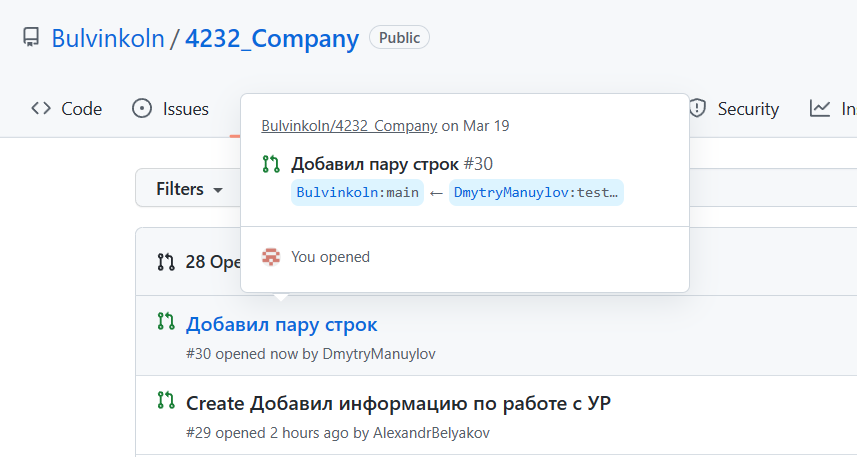 Bulvinkoln / 4232_Company Public
Code Issues Security
Bulvinkoln/4232_Company on Mar 19
Добавил пару строк #30
Bulvinkoln:main ← DmytryManuylov:test…
You opened
Filters
28 Ope
Добавил пару строк
#30 opened now by DmytryManuylov
Create Добавил информацию по работе с УР
#29 opened 2 hours ago by AlexandrBelyakov